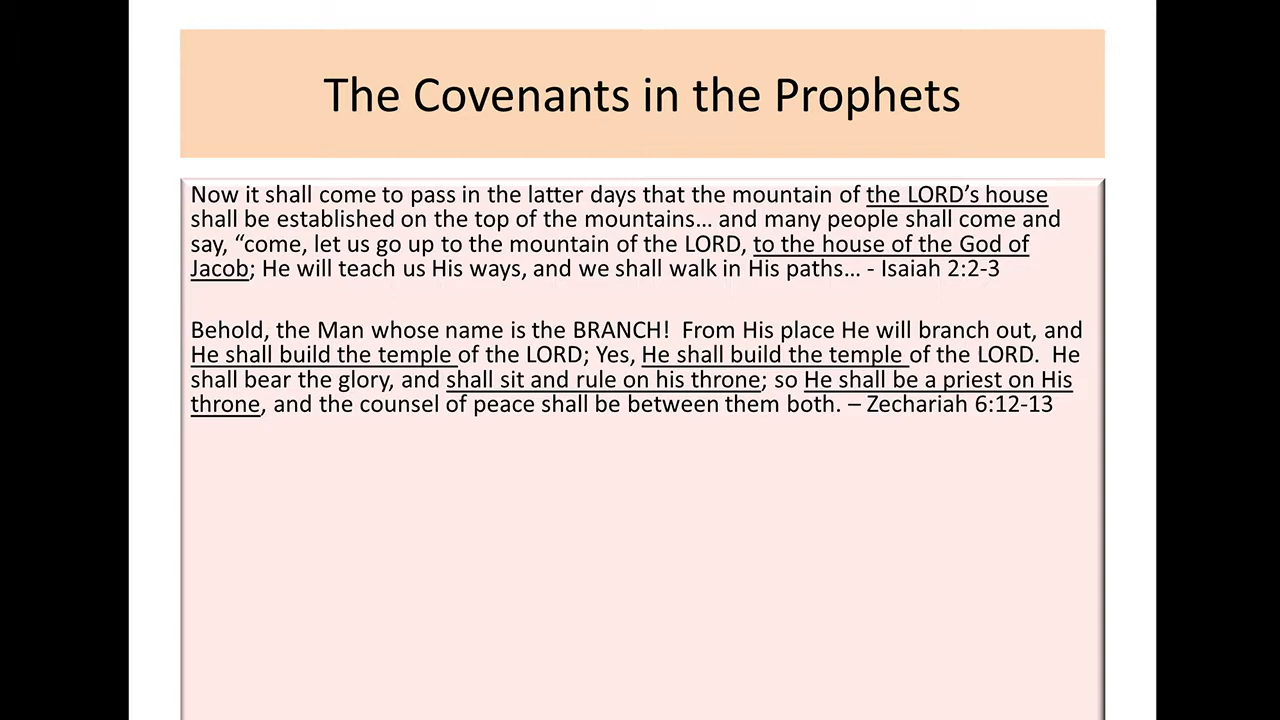 The Covenants in the Prophets
Now it shall come to pass in the latter days that the mountain of the LORD’s house
shall be established on the top of the mountains… and many people shall come and
say, “come, let us go up to the mountain of the LORD, to the house of the God of
Jacob; He will teach us His ways, and we shall walk in His paths… - Isaiah 2:2-3
Behold, the Man whose name is the BRANCH!  From His place He will branch out, and
He shall build the temple of the LORD; Yes, He shall build the temple of the LORD.  He
shall bear the glory, and shall sit and rule on his throne; so He shall be a priest on His
throne, and the counsel of peace shall be between them both. – Zechariah 6:12-13